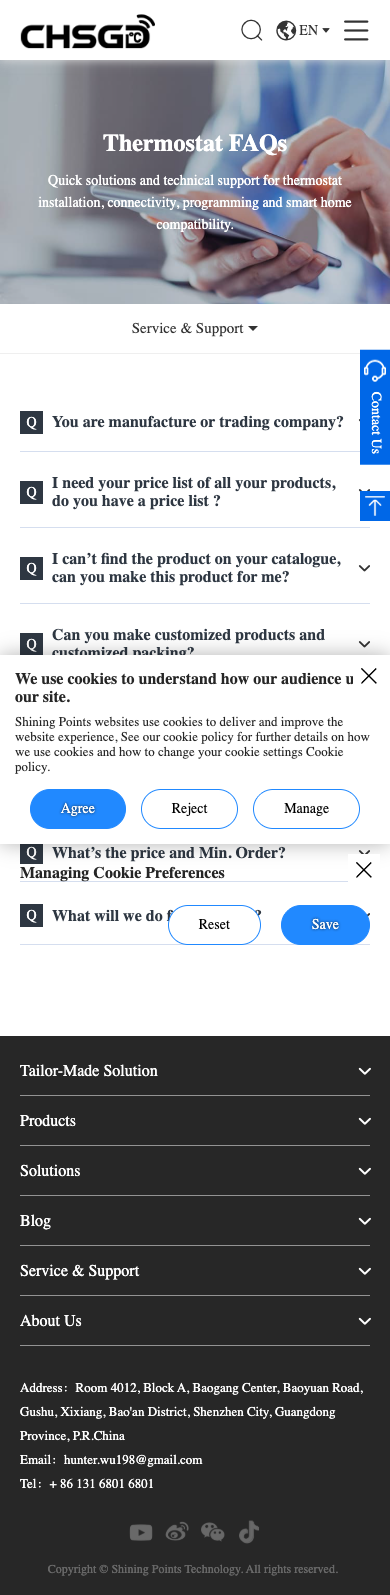 CHSGD °C
EN
Thermostat FAQs
Quick solutions and technical support for thermostat
installation, connectivity, programming and smart home
compatibility.
Service & Support
Contact Us
Q You are manufacture or trading company?
Q I need your price list of all your products,
do you have a price list ?
Q I can't find the product on your catalogue,
can you make this product for me?
Q Can you make customized products and
customized packing?
We use cookies to understand how our audience u
our site.
Shining Points websites use cookies to deliver and improve the
website experience, See our cookie policy for further details on how
we use cookies and how to change your cookie settings Cookie
policy.
Agree
Reject
Manage
Q What's the price and Min. Order?
Managing Cookie Preferences
Q What will we do f
?
Reset
Save
Tailor-Made Solution
Products
Solutions
Blog
Service & Support
About Us
Address：Room 4012, Block A, Baogang Center, Baoyuan Road,
Gushu, Xixiang, Bao'an District, Shenzhen City, Guangdong
Province, P.R.China
Email：hunter.wu198@gmail.com
Tel：+ 86 131 6801 6801
Copyright © Shining Points Technology. All rights reserved.